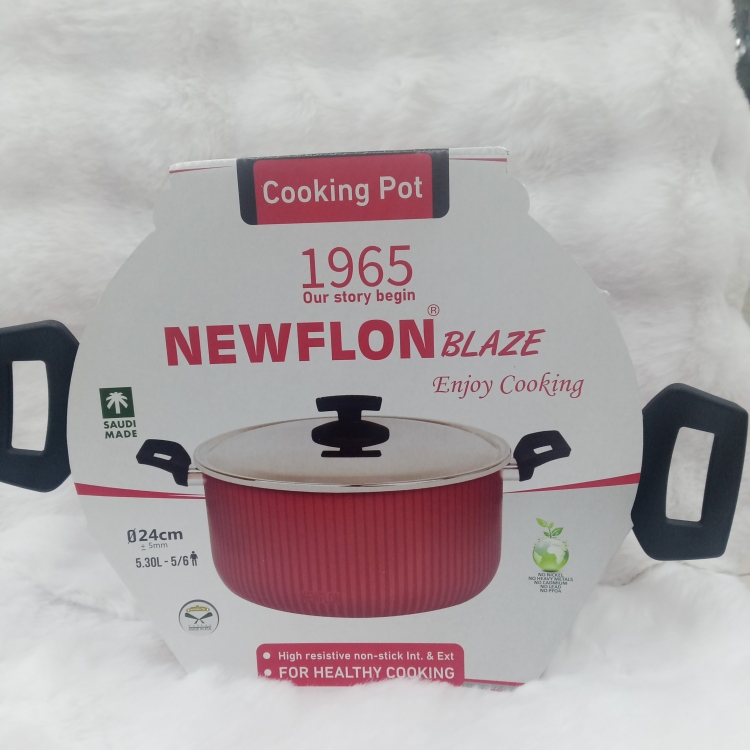 Cooking Pot
1965
Our story begin
NEWFLON® BLAZE
Enjoy Cooking
SAUDI
MADE
Ø24cm
± 5mm
5.30L - 5/6
NO NICKEL
NO HEAVY METALS
NO CADMIUM
NO LEAD
NO PFOA
High resistive non-stick Int. & Ext
FOR HEALTHY COOKING